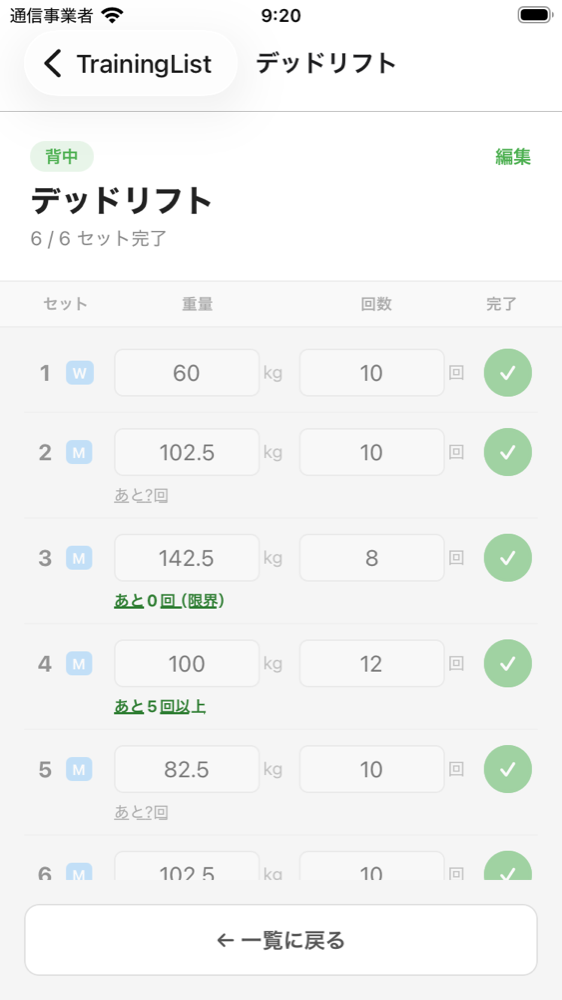 通信事業者 9:20
TrainingList デッドリフト
背中 編集
デッドリフト
6 / 6 セット完了
セット 重量 回数 完了
1 W 60 kg 10 回
2 M 102.5 kg 10 回
あと?回
3 M 142.5 kg 8 回
あと0回 (限界)
4 M 100 kg 12 回
あと5回以上
5 M 82.5 kg 10 回
あと?回
6 M 102.5 kg 10 回
← 一覧に戻る